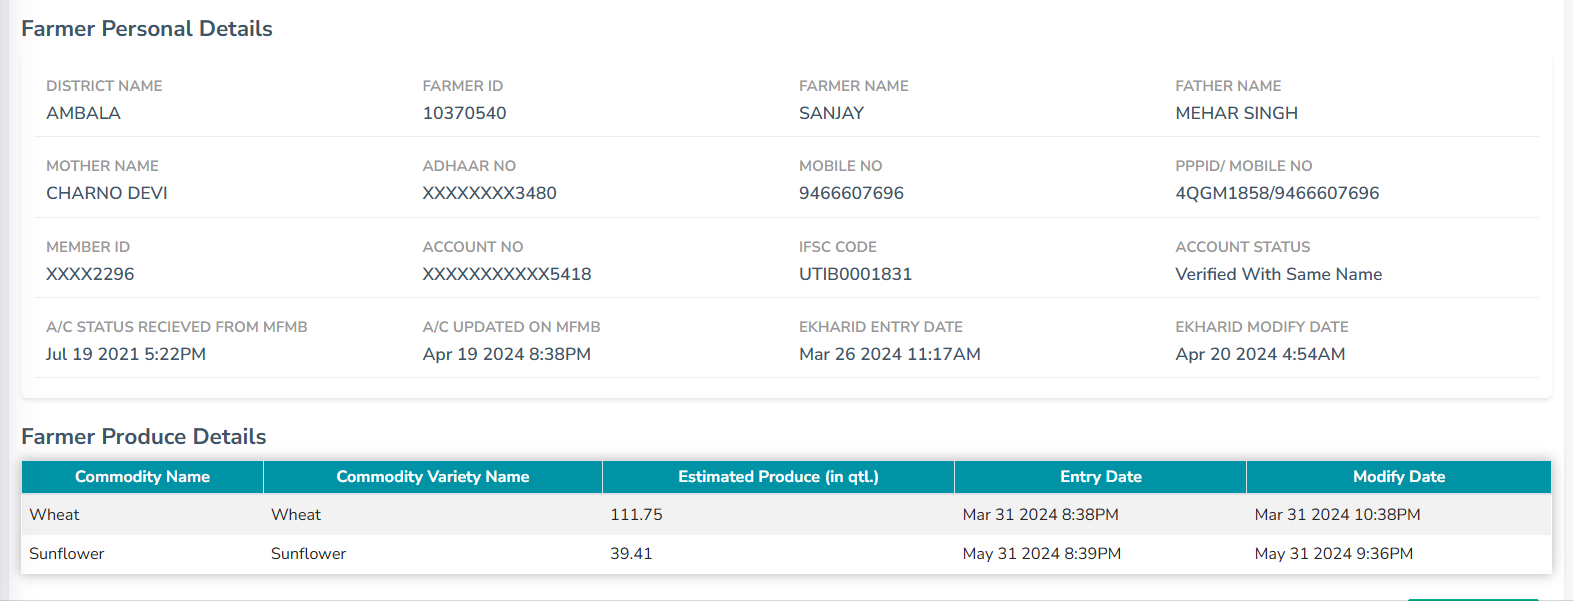 Farmer Personal Details
DISTRICT NAME FARMER ID FARMER NAME FATHER NAME
AMBALA 10370540 SANJAY MEHAR SINGH
MOTHER NAME ADHAAR NO MOBILE NO PPPID/ MOBILE NO
CHARNO DEVI XXXXXXXX3480 9466607696 4QGM1858/9466607696
MEMBER ID ACCOUNT NO IFSC CODE ACCOUNT STATUS
XXXX2296 XXXXXXXXXXX5418 UTIB0001831 Verified With Same Name
A/C STATUS RECIEVED FROM MFMB A/C UPDATED ON MFMB EKHARID ENTRY DATE EKHARID MODIFY DATE
Jul 19 2021 5:22PM Apr 19 2024 8:38PM Mar 26 2024 11:17AM Apr 20 2024 4:54AM
Farmer Produce Details
Commodity Name Commodity Variety Name Estimated Produce (in qtl.) Entry Date Modify Date
Wheat Wheat 111.75 Mar 31 2024 8:38PM Mar 31 2024 10:38PM
Sunflower Sunflower 39.41 May 31 2024 8:39PM May 31 2024 9:36PM